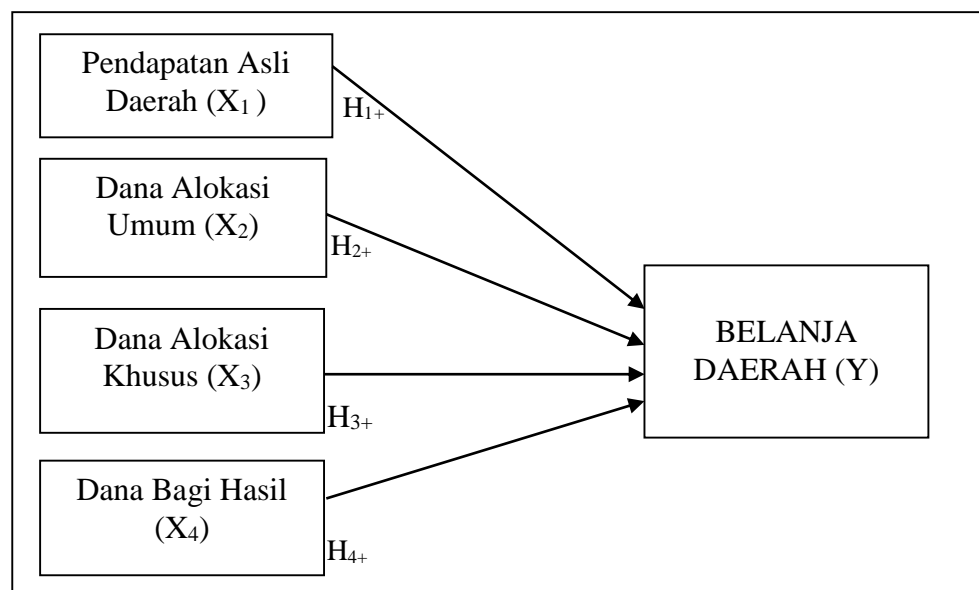 Pendapatan Asli
Daerah (X₁ )
H₁₊
Dana Alokasi
Umum (X₂)
H₂₊
Dana Alokasi
Khusus (X₃)
H₃₊
Dana Bagi Hasil
(X₄)
H₄₊
BELANJA
DAERAH (Y)